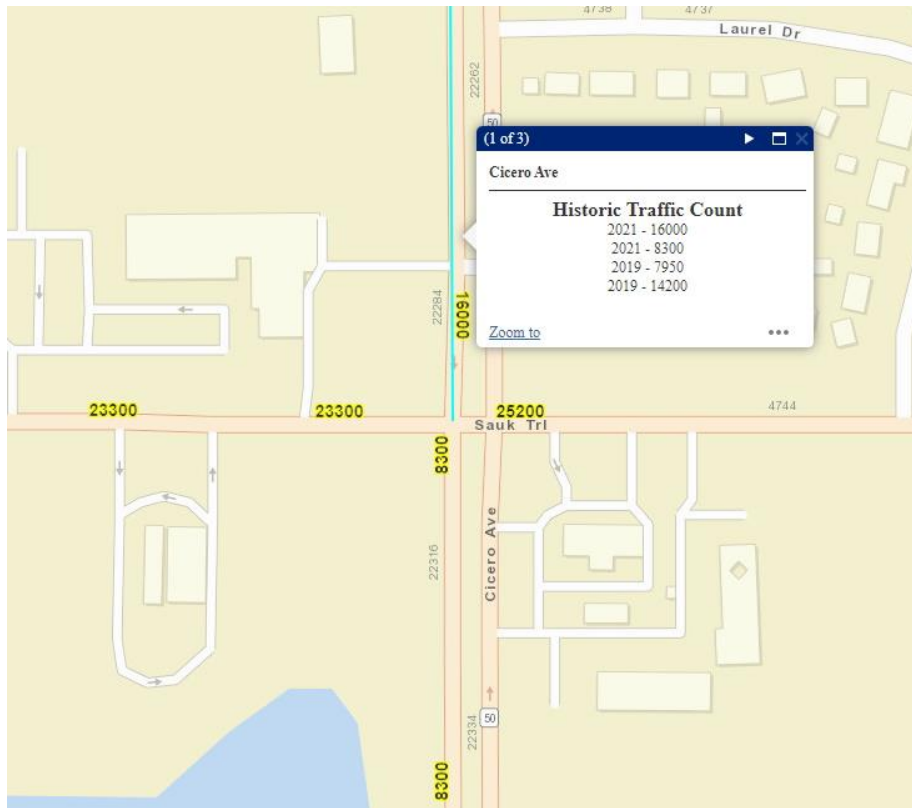 4738
4737
Laurel Dr
22262
50
(1 of 3)
Cicero Ave
Historic Traffic Count
2021 - 16000
2021 - 8300
2019 - 7950
2019 - 14200
Zoom to
22284
16000
23300
23300
25200
4744
Sauk Trl
8300
22316
Cicero Ave
22334
50
8300